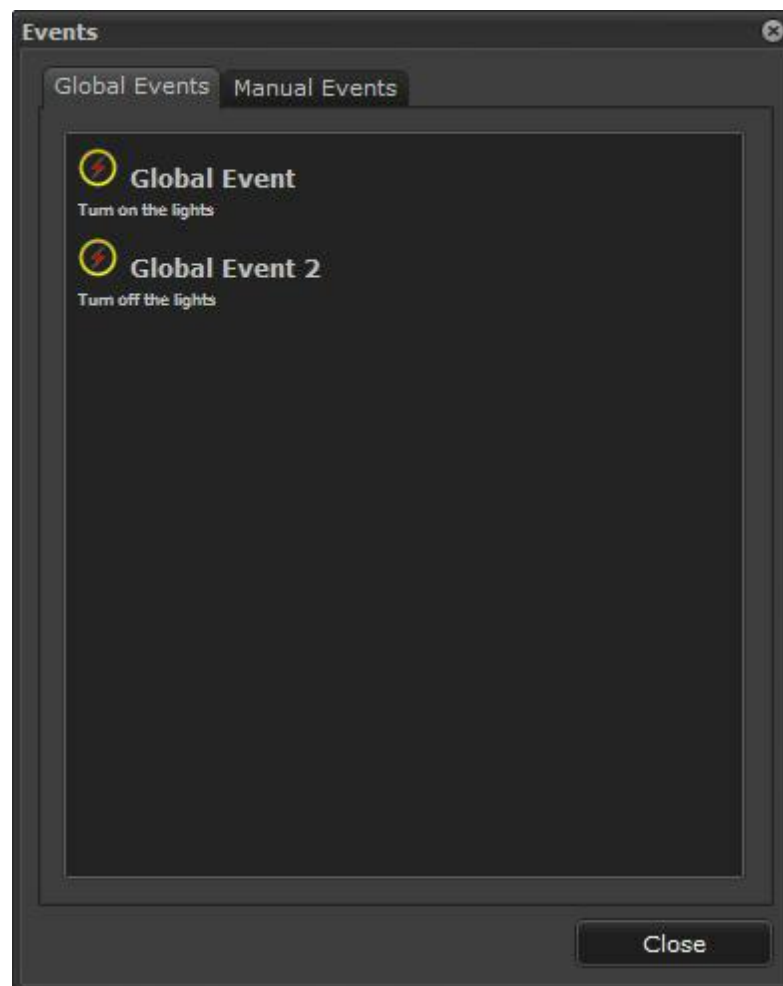 Events
Global Events Manual Events
Global Event
Turn on the lights
Global Event 2
Turn off the lights
Close